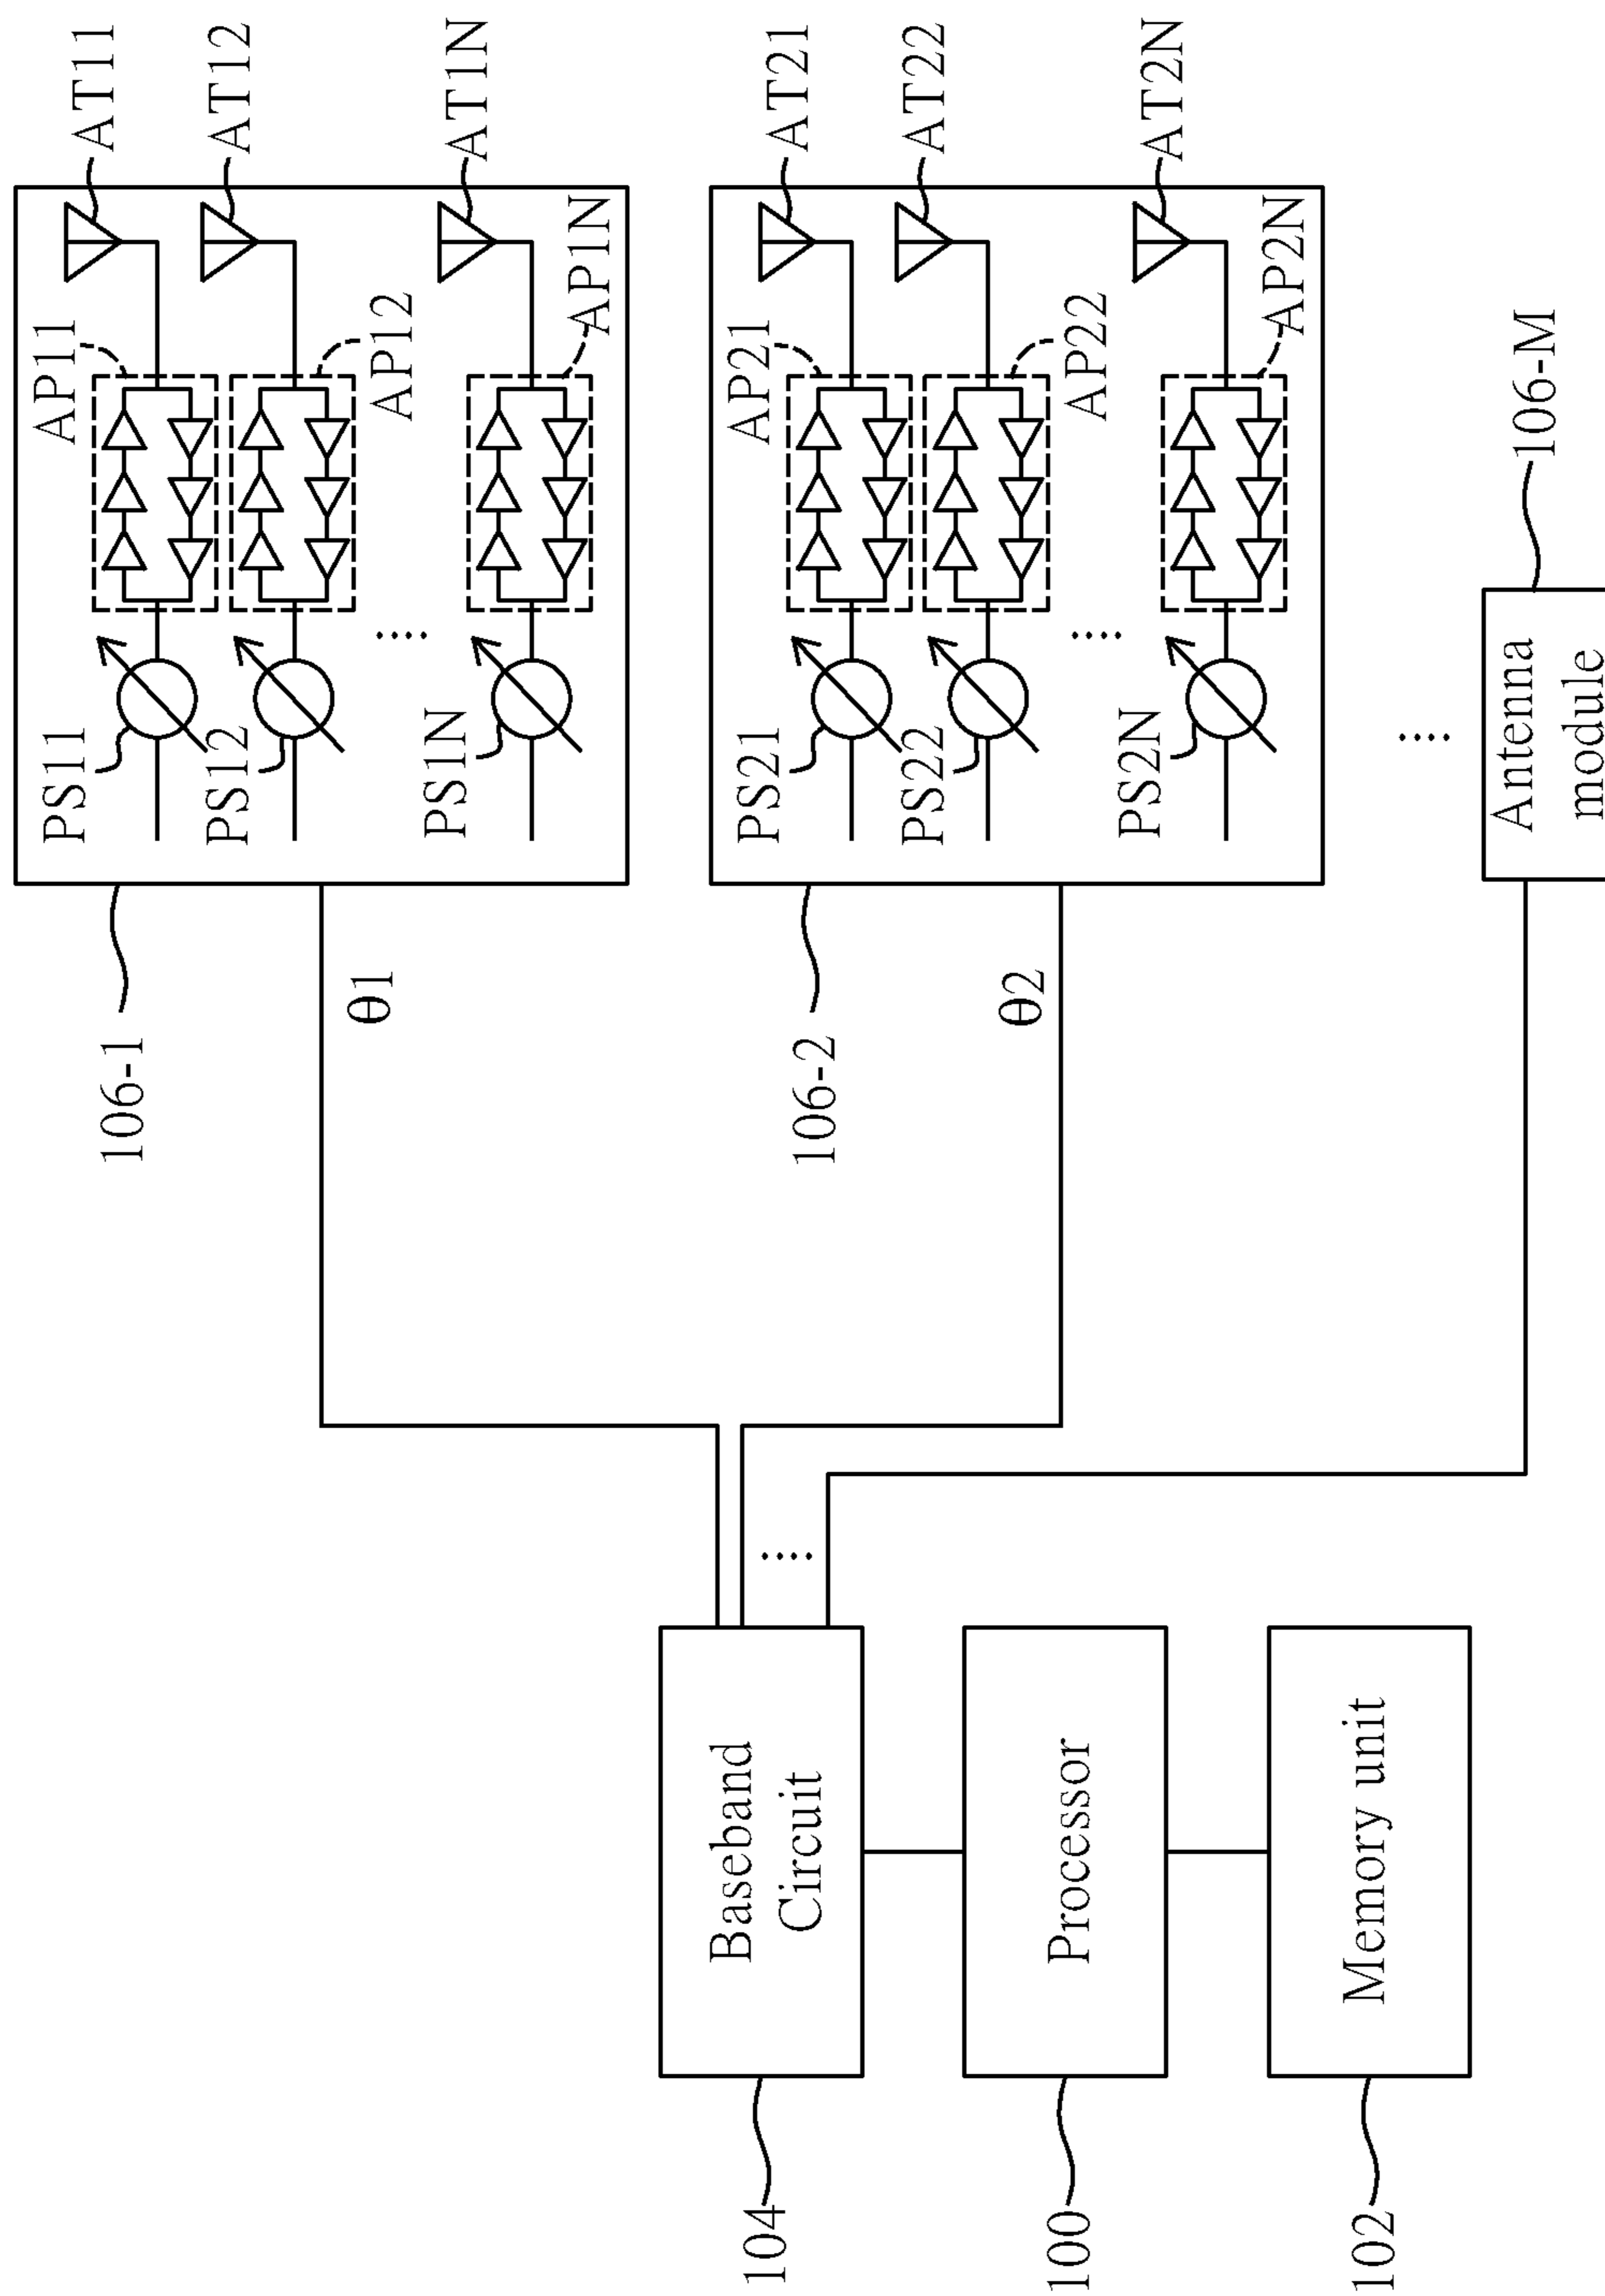 AT11
AT12
AT1N
AP11
AP12
AP1N
PS11
PS12
PS1N
....
106-1
θ1
AT21
AT22
AT2N
AP21
AP22
AP2N
PS21
PS22
PS2N
....
106-2
θ2
....
106-M
Antenna
module
....
Baseband
Circuit
104
Processor
100
Memory unit
102